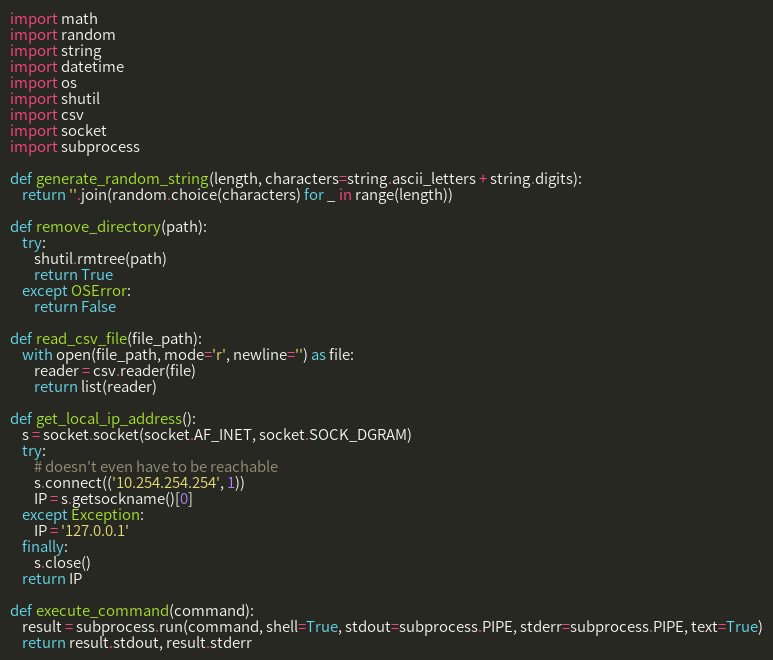 import math
import random
import string
import datetime
import os
import shutil
import csv
import socket
import subprocess

def generate_random_string(length, characters=string.ascii_letters + string.digits):
    return ''.join(random.choice(characters) for _ in range(length))

def remove_directory(path):
    try:
        shutil.rmtree(path)
        return True
    except OSError:
        return False

def read_csv_file(file_path):
    with open(file_path, mode='r', newline='') as file:
        reader = csv.reader(file)
        return list(reader)

def get_local_ip_address():
    s = socket.socket(socket.AF_INET, socket.SOCK_DGRAM)
    try:
        # doesn't even have to be reachable
        s.connect(('10.254.254.254', 1))
        IP = s.getsockname()[0]
    except Exception:
        IP = '127.0.0.1'
    finally:
        s.close()
    return IP

def execute_command(command):
    result = subprocess.run(command, shell=True, stdout=subprocess.PIPE, stderr=subprocess.PIPE, text=True)
    return result.stdout, result.stderr